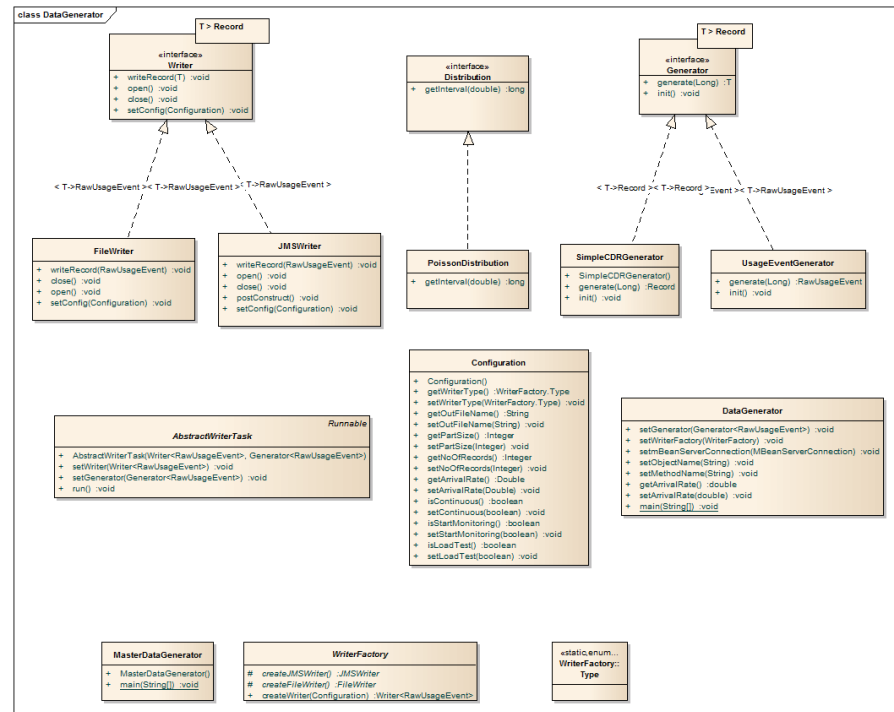 class DataGenerator
T > Record
«interface»
Writer
+ writeRecord(T) :void
+ open() :void
+ close() :void
+ setConfig(Configuration) :void
«interface»
Distribution
+ getInterval(double) :long
T > Record
«interface»
Generator
+ generate(Long) :T
+ init() :void
< T->RawUsageEvent >
< T->RawUsageEvent >
< T->RawUsageEvent >
< T->Record >
< T->Record >
Event >
< T->RawUsageEvent >
FileWriter
+ writeRecord(RawUsageEvent) :void
+ close() :void
+ open() :void
+ setConfig(Configuration) :void
JMSWriter
+ writeRecord(RawUsageEvent) :void
+ open() :void
+ close() :void
+ postConstruct() :void
+ setConfig(Configuration) :void
PoissonDistribution
+ getInterval(double) :long
SimpleCDRGenerator
+ SimpleCDRGenerator()
+ generate(Long) :Record
+ init() :void
UsageEventGenerator
+ generate(Long) :RawUsageEvent
+ init() :void
Runnable
AbstractWriterTask
+ AbstractWriterTask(Writer<RawUsageEvent>, Generator<RawUsageEvent>)
+ setWriter(Writer<RawUsageEvent>) :void
+ setGenerator(Generator<RawUsageEvent>) :void
+ run() :void
Configuration
+ Configuration()
+ getWriterType() :WriterFactory.Type
+ setWriterType(WriterFactory.Type) :void
+ getOutFileName() :String
+ setOutFileName(String) :void
+ getPartSize() :Integer
+ setPartSize(Integer) :void
+ getNoOfRecords() :Integer
+ setNoOfRecords(Integer) :void
+ getArrivalRate() :Double
+ setArrivalRate(Double) :void
+ isContinuous() :boolean
+ setContinuous(boolean) :void
+ isStartMonitoring() :boolean
+ setStartMonitoring(boolean) :void
+ isLoadTest() :boolean
+ setLoadTest(boolean) :void
DataGenerator
+ setGenerator(Generator<RawUsageEvent>) :void
+ setWriterFactory(WriterFactory) :void
+ setmBeanServerConnection(MBeanServerConnection) :void
+ setObjectName(String) :void
+ setMethodName(String) :void
+ getArrivalRate() :double
+ setArrivalRate(double) :void
+ main(String[]) :void
MasterDataGenerator
+ MasterDataGenerator()
+ main(String[]) :void
WriterFactory
# createJMSWriter() :JMSWriter
# createFileWriter() :FileWriter
+ createWriter(Configuration) :Writer<RawUsageEvent>
«static,enum...
WriterFactory::
Type